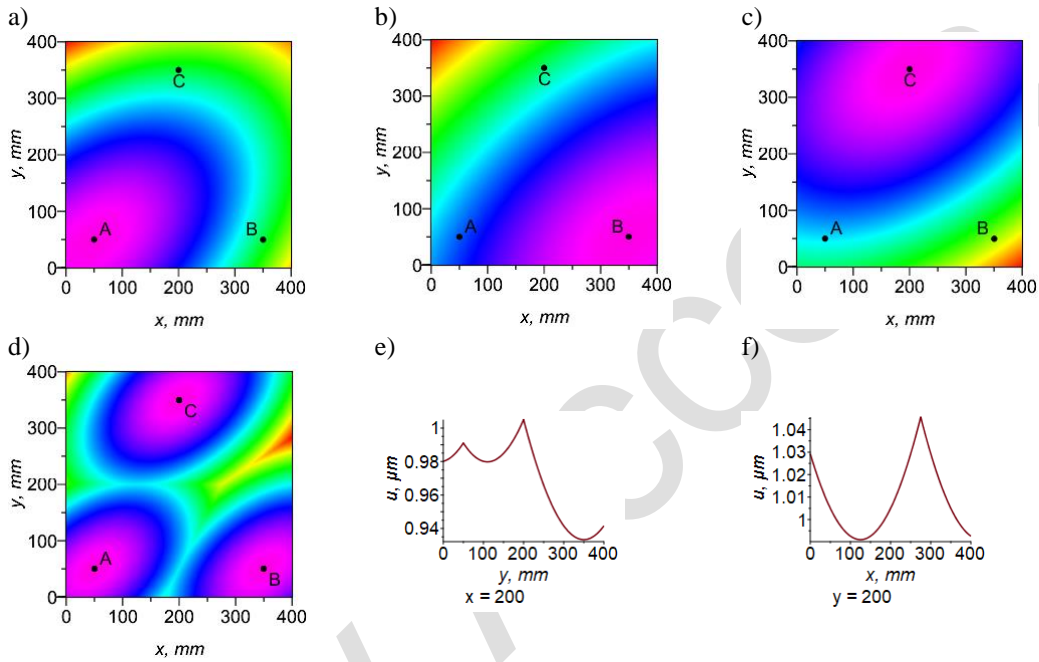 a)
400
300
200
100
0
y, mm
A
B
C
0 100 200 300 400
x, mm
b)
400
300
200
100
0
y, mm
A
B
C
0 100 200 300 400
x, mm
c)
400
300
200
100
0
y, mm
A
B
C
0 100 200 300 400
x, mm
d)
400
300
200
100
0
y, mm
A
B
C
0 100 200 300 400
x, mm
e)
1
0.98
0.96
0.94
u, µm
0 100 200 300 400
y, mm
x = 200
f)
1.04
1.03
1.02
1.01
1
u, µm
0 100 200 300 400
x, mm
y = 200